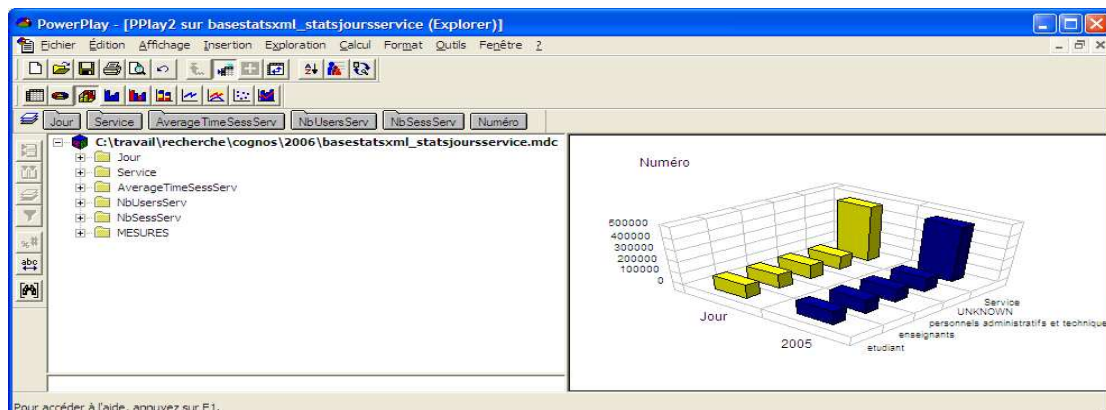 PowerPlay - [PPlay2 sur basestatsxml_statsjoursservice (Explorer)]
Fichier Édition Affichage Insertion Exploration Calcul Format Outils Fenêtre ?
Jour Service AverageTimeSessServ NbUsersServ NbSessServ Numéro
C:\travail\recherche\cognos\2006\basestatsxml_statsjoursservice.mdc
Jour
Service
AverageTimeSessServ
NbUsersServ
NbSessServ
MESURES
%#
abc
Numéro
500000
400000
300000
200000
100000
0
Jour
2005
Service
UNKNOWN
personnels administratifs et technique
enseignants
etudiant
Pour accéder à l'aide, appuyez sur F1.